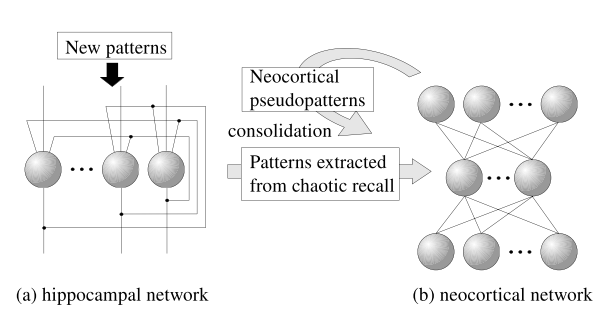 New patterns
Neocortical
pseudopatterns
consolidation
Patterns extracted
from chaotic recall
(a) hippocampal network
(b) neocortical network